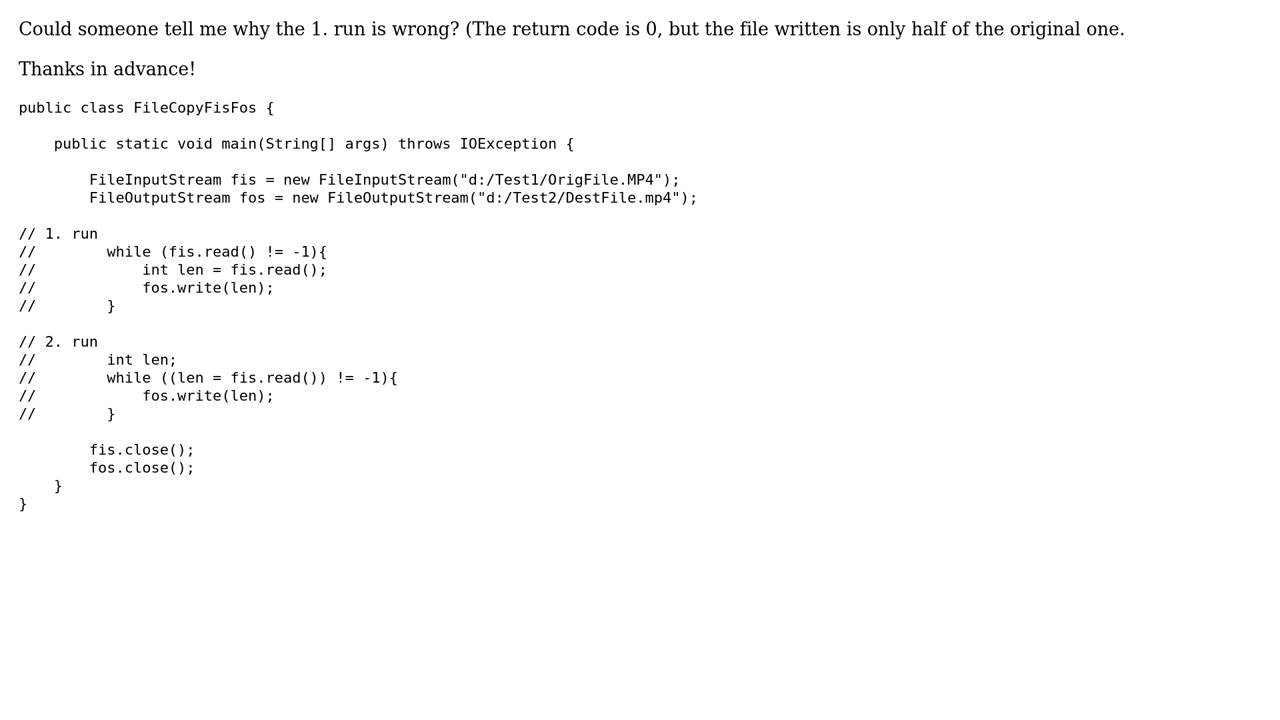 Could someone tell me why the 1. run is wrong? (The return code is 0, but the file written is only half of the original one.
Thanks in advance!
public class FileCopyFisFos {
    public static void main(String[] args) throws IOException {
        FileInputStream fis = new FileInputStream("d:/Test1/OrigFile.MP4");
        FileOutputStream fos = new FileOutputStream("d:/Test2/DestFile.mp4");
// 1. run
//        while (fis.read() != -1){
//            int len = fis.read();
//            fos.write(len);
//        }
// 2. run
//        int len;
//        while ((len = fis.read()) != -1){
//            fos.write(len);
//        }
        fis.close();
        fos.close();
    }
}